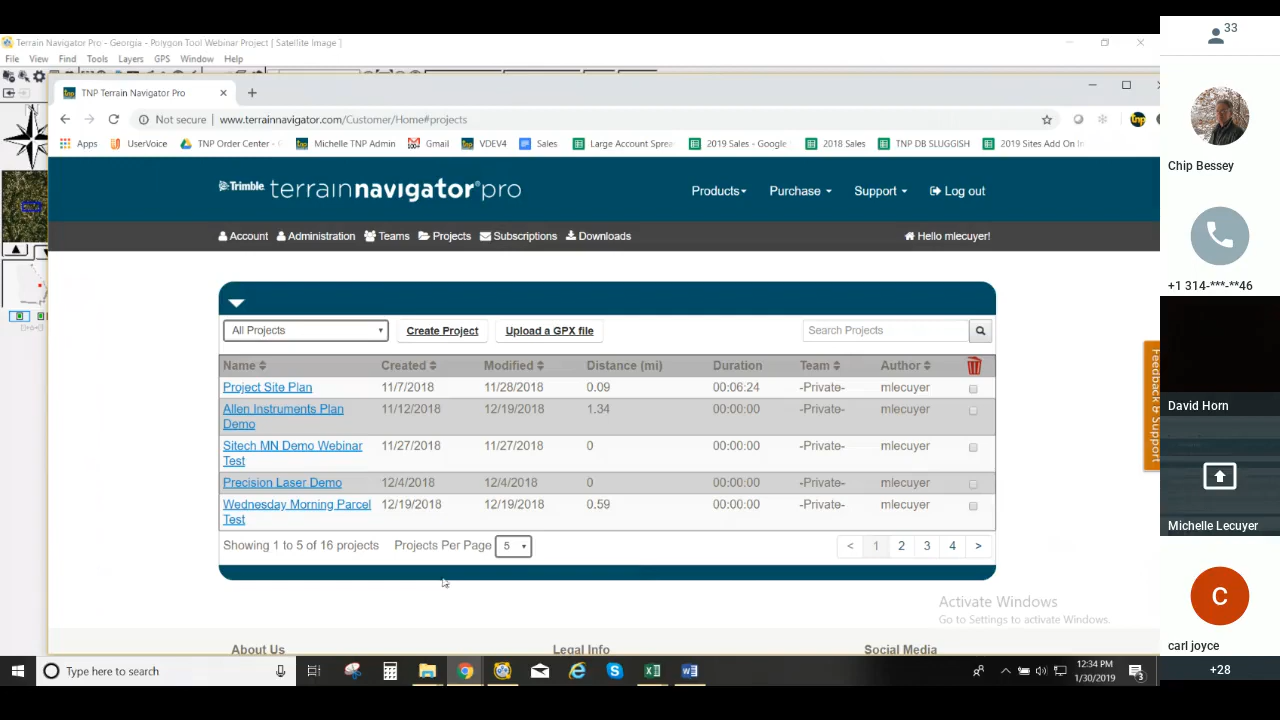 Terrain Navigator Pro - Georgia - Polygon Tool Webinar Project [ Satellite Image ]
File View Find Tools Layers GPS Window Help
TNP Terrain Navigator Pro
Not secure | www.terrainnavigator.com/Customer/Home#projects
Apps UserVoice TNP Order Center - G Michelle TNP Admin Gmail VDEV4 Sales Large Account Sprea 2019 Sales - Google 2018 Sales TNP DB SLUGGISH 2019 Sites Add On In
Trimble terrainnavigator®pro
Products Purchase Support Log out
Account Administration Teams Projects Subscriptions Downloads Hello mlecuyer!
All Projects Create Project Upload a GPX file Search Projects
Name Created Modified Distance (mi) Duration Team Author
Project Site Plan 11/7/2018 11/28/2018 0.09 00:06:24 -Private- mlecuyer
Allen Instruments Plan 11/12/2018 12/19/2018 1.34 00:00:00 -Private- mlecuyer
Demo
Sitech MN Demo Webinar 11/27/2018 11/27/2018 0 00:00:00 -Private- mlecuyer
Test
Precision Laser Demo 12/4/2018 12/4/2018 0 00:00:00 -Private- mlecuyer
Wednesday Morning Parcel 12/19/2018 12/19/2018 0.59 00:00:00 -Private- mlecuyer
Test
Showing 1 to 5 of 16 projects Projects Per Page 5 < 1 2 3 4 >
Feedback & Support
Activate Windows
Go to Settings to activate Windows.
About Us Legal Info Social Media
Type here to search
12:34 PM
1/30/2019
3
33
Chip Bessey
+1 314-***-**46
David Horn
Michelle Lecuyer
C
carl joyce
+28